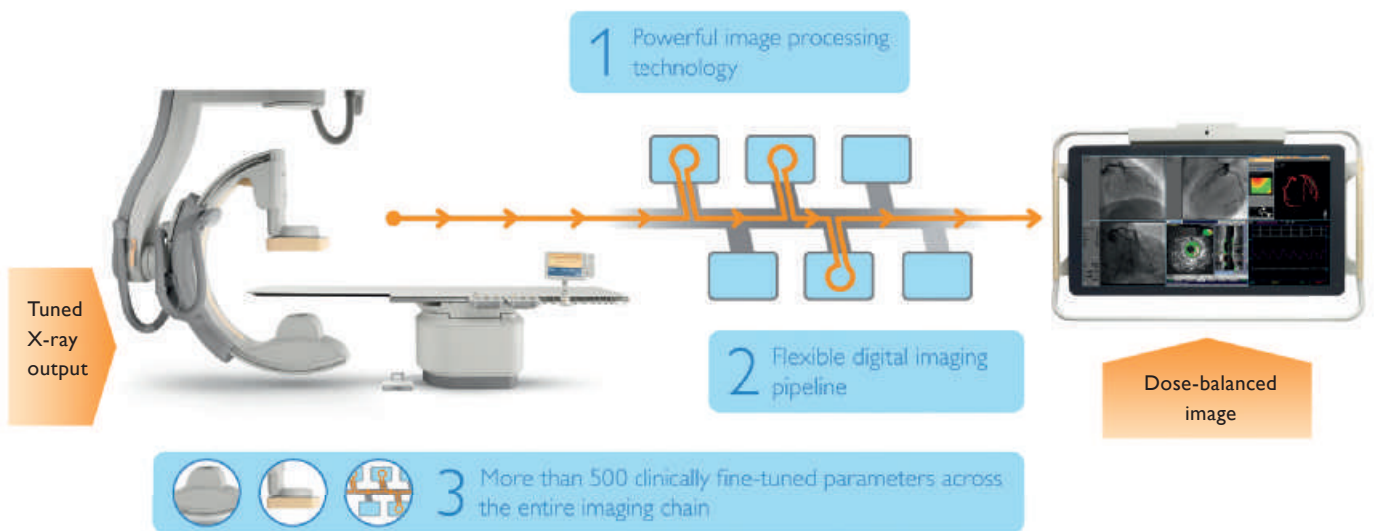 1 Powerful image processing
technology
Tuned
X-ray
output
2 Flexible digital imaging
pipeline
Dose-balanced
image
3 More than 500 clinically fine-tuned parameters across
the entire imaging chain